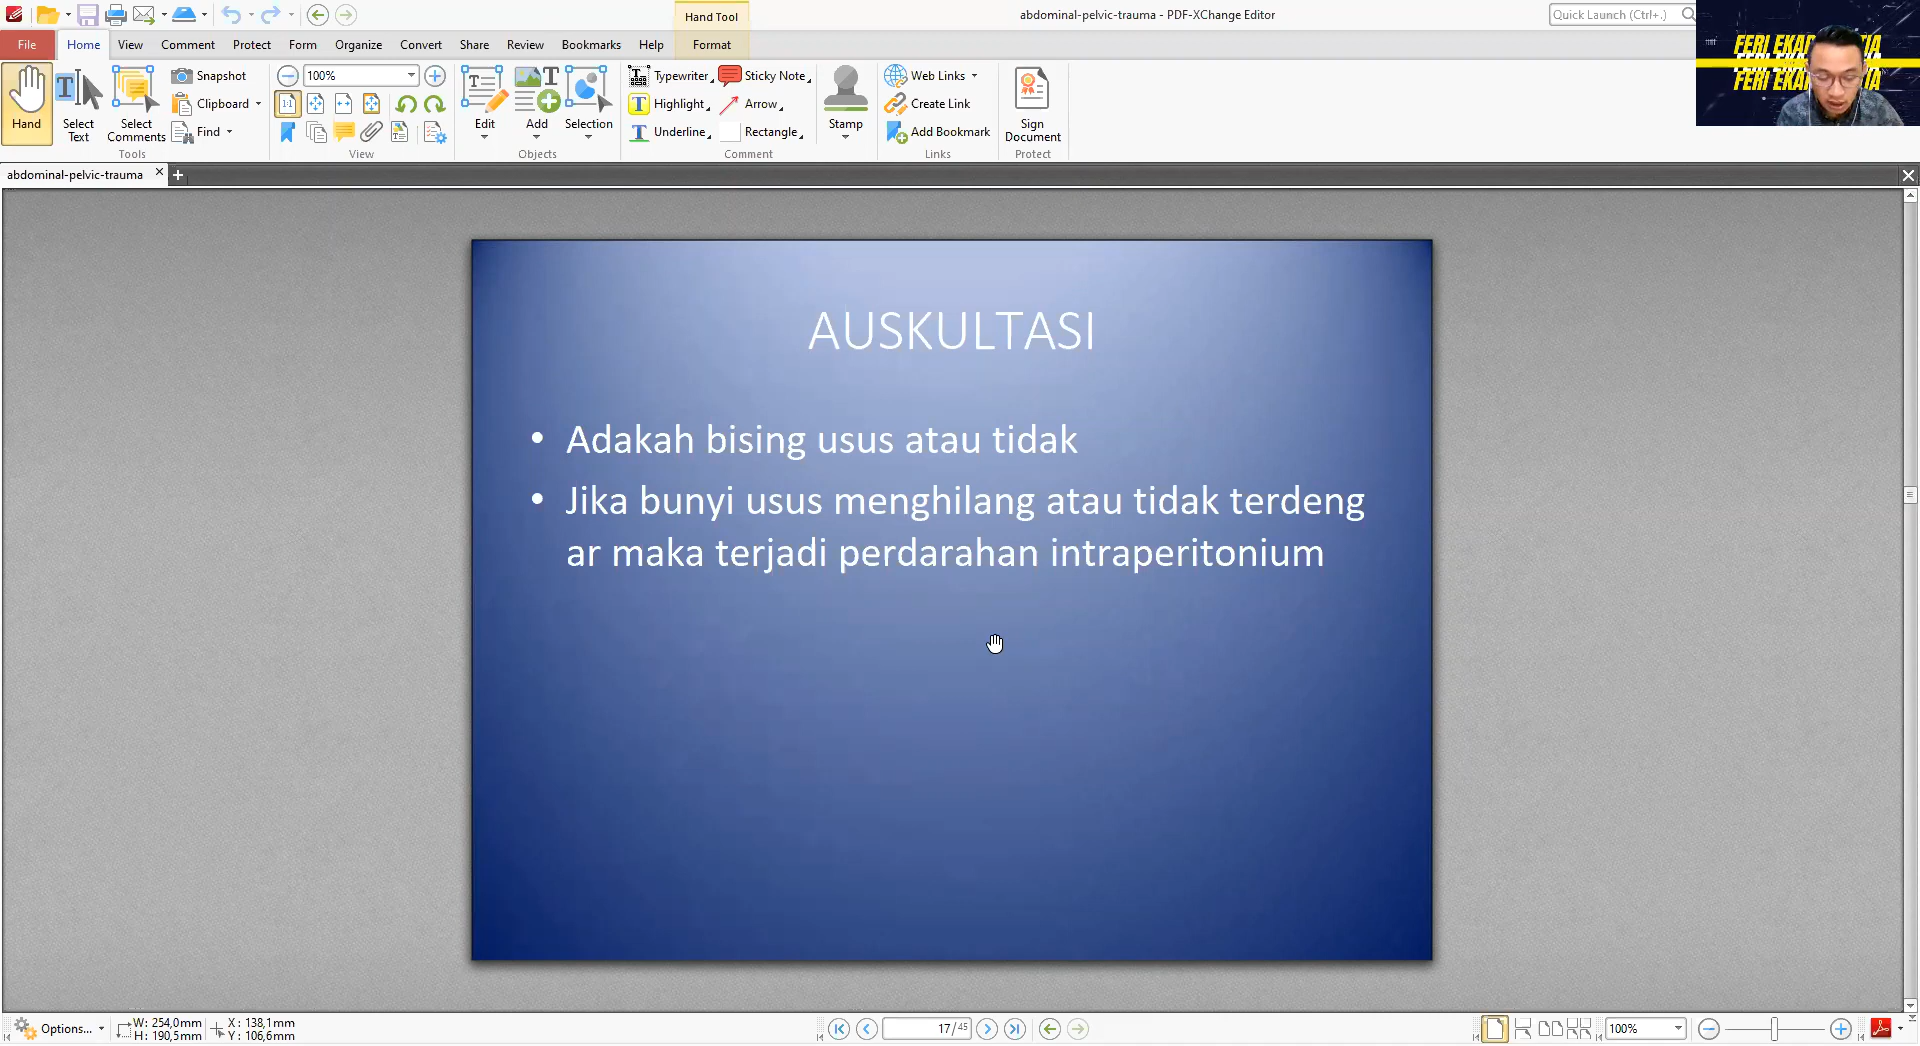 Hand Tool
abdominal-pelvic-trauma - PDF-XChange Editor
Quick Launch (Ctrl+.)
File
Home
View
Comment
Protect
Form
Organize
Convert
Share
Review
Bookmarks
Help
Format
Hand
Select
Text
Select
Comments
Snapshot
Clipboard
Find
Tools
100%
1:1
View
Edit
Add
Selection
Objects
Typewriter
Highlight
Underline
Sticky Note
Arrow
Rectangle
Comment
Stamp
Web Links
Create Link
Add Bookmark
Links
Sign
Document
Protect
abdominal-pelvic-trauma
AUSKULTASI
• Adakah bising usus atau tidak
• Jika bunyi usus menghilang atau tidak terdeng
ar maka terjadi perdarahan intraperitonium
Options...
W: 254,0mm
H: 190,5mm
X: 138,1mm
Y: 106,6mm
17/45
100%